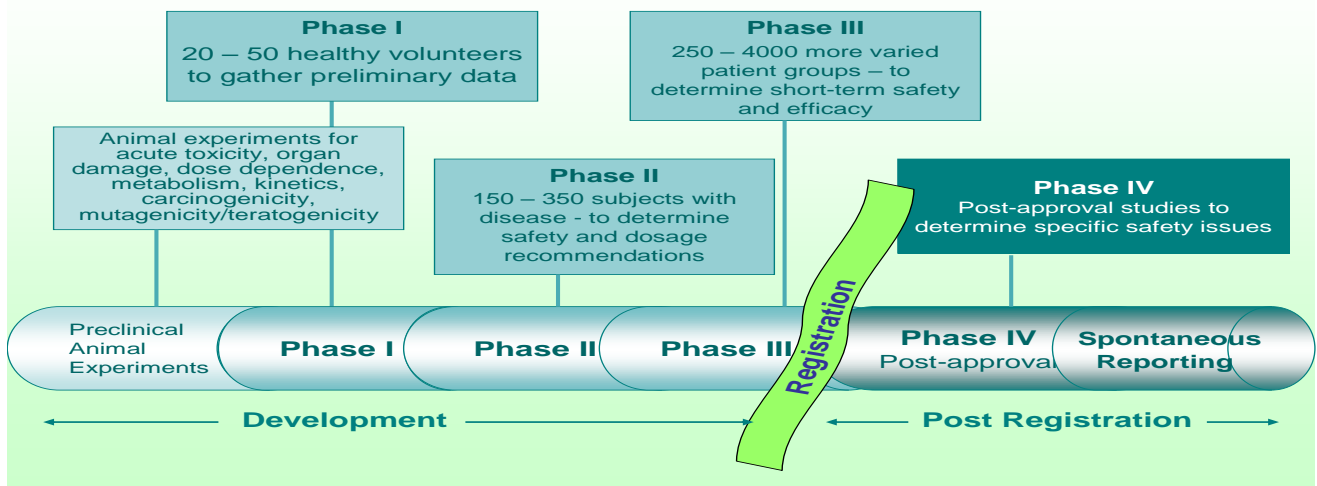 Phase I
20 – 50 healthy volunteers
to gather preliminary data
Phase III
250 – 4000 more varied
patient groups – to
determine short-term safety
and efficacy
Animal experiments for
acute toxicity, organ
damage, dose dependence,
metabolism, kinetics,
carcinogenicity,
mutagenicity/teratogenicity
Phase II
150 – 350 subjects with
disease - to determine
safety and dosage
recommendations
Phase IV
Post-approval studies to
determine specific safety issues
Preclinical
Animal
Experiments
Phase I
Phase II
Phase III
Registration
Phase IV
Post-approval
Spontaneous
Reporting
Development
Post Registration